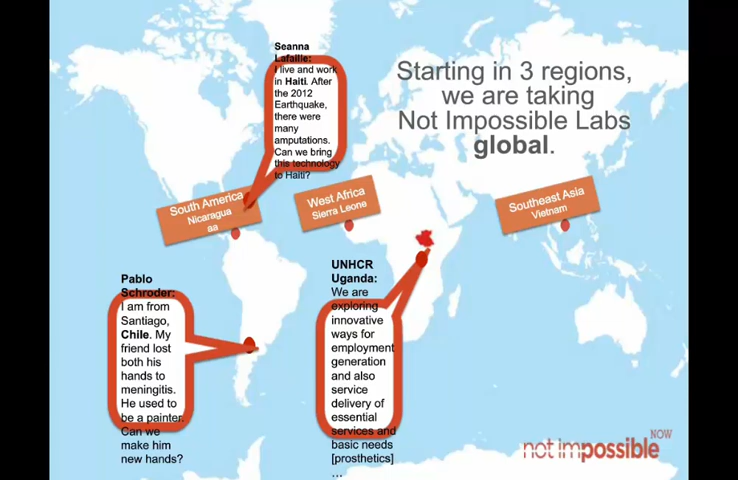 Seanna
Lafaille:
I live and work
in Haiti. After
the 2012
Earthquake,
there were
many
amputations.
Can we bring
this technology
to Haiti?
Starting in 3 regions,
we are taking
Not Impossible Labs
global.
South America
Nicaragua
aa
West Africa
Sierra Leone
Southeast Asia
Vietnam
Pablo
Schroder:
I am from
Santiago,
Chile. My
friend lost
both his
hands to
meningitis.
He used to
be a painter.
Can we
make him
new hands?
UNHCR
Uganda:
We are
exploring
innovative
ways for
employment
generation
and also
service
delivery of
essential
services and
basic needs
[prosthetics]
...
not impossible NOW